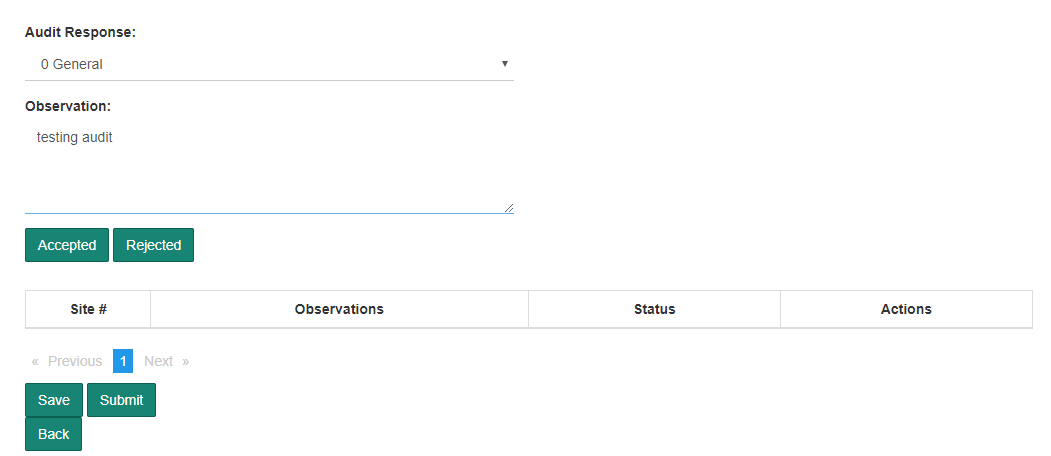 Audit Response:
0 General
Observation:
testing audit
Accepted Rejected
Site # Observations Status Actions
« Previous 1 Next »
Save Submit
Back